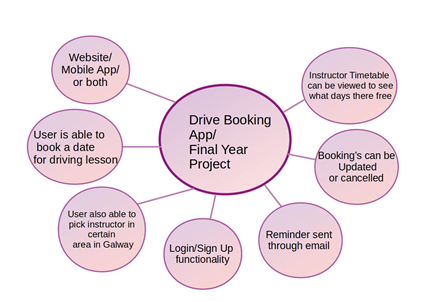 Drive Booking
App/
Final Year
Project
Website/
Mobile App/
or both
User is able to
book a date
for driving lesson
User also able to
pick instructor in
certain
area in Galway
Login/Sign Up
functionality
Reminder sent
through email
Booking's can be
Updated
or cancelled
Instructor Timetable
can be viewed to see
what days there free